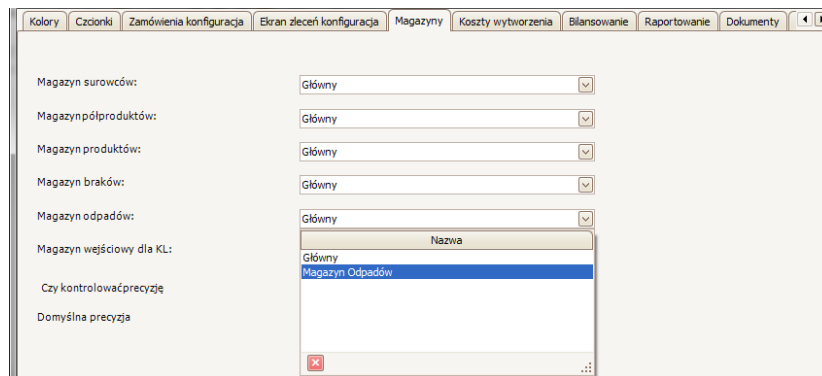 Kolory Czcionki Zamówienia konfiguracja Ekran zleceń konfiguracja Magazyny Koszty wytworzenia Bilansowanie Raportowanie Dokumenty
Magazyn surowców: Główny
Magazynpółproduktów: Główny
Magazyn produktów: Główny
Magazyn braków: Główny
Magazyn odpadów: Główny
Nazwa
Magazyn wejściowy dla KL:
Główny
Magazyn Odpadów
Czy kontrolowaćprecyzję
Domyślna precyzja